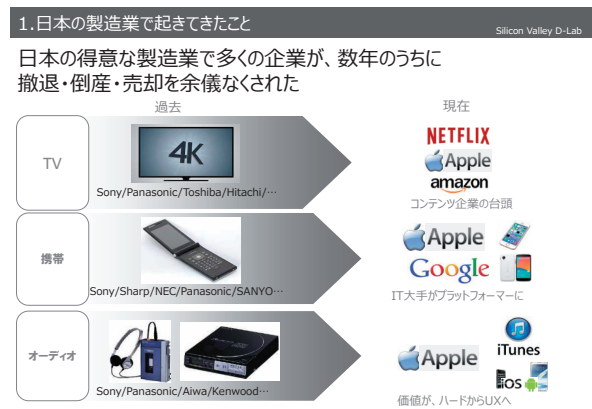 1.日本の製造業で起きてきたこと
Silicon Valley D-Lab
日本の得意な製造業で多くの企業が、数年のうちに
撤退・倒産・売却を余儀なくされた
過去
現在
TV
4K
Sony/Panasonic/Toshiba/Hitachi/…
NETFLIX
Apple
amazon
コンテンツ企業の台頭
携帯
Sony/Sharp/NEC/Panasonic/SANYO…
Apple
Google
IT大手がプラットフォーマーに
オーディオ
Sony/Panasonic/Aiwa/Kenwood…
Apple
iTunes
iOS
価値が、ハードからUXへ